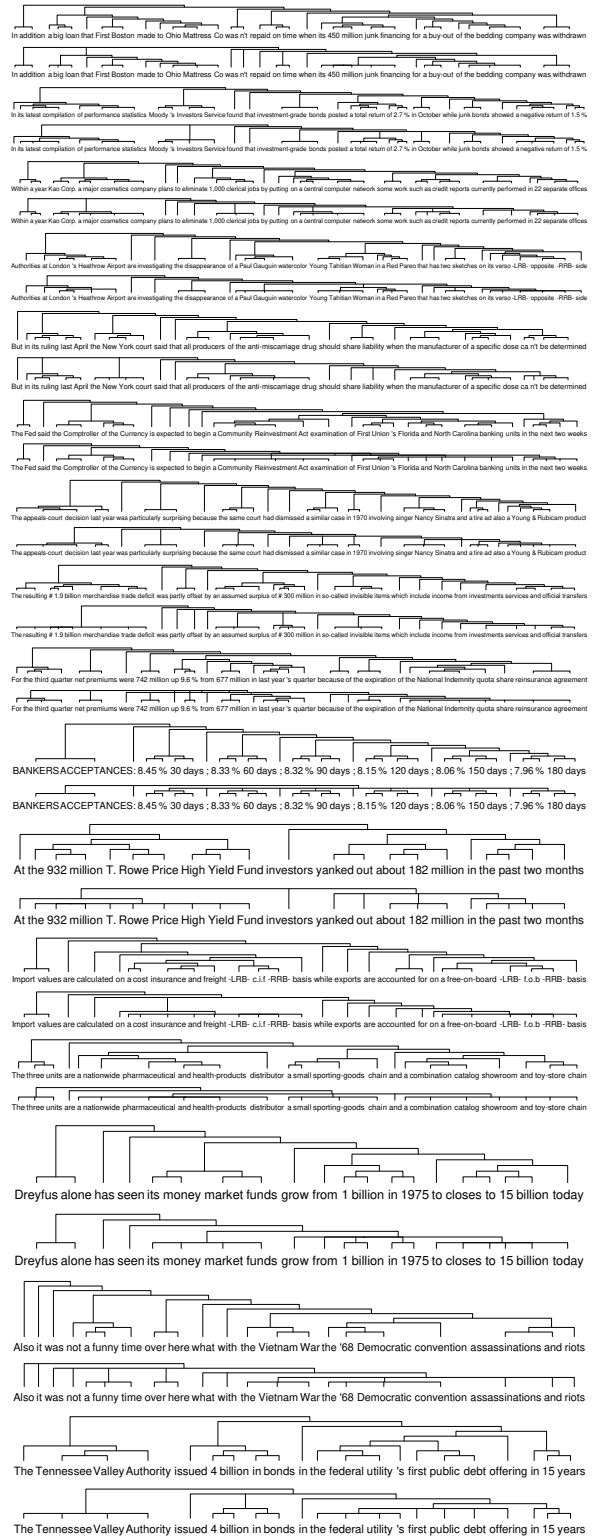 In addition a big loan that First Boston made to Ohio Mattress Co was n't repaid on time when its 450 million junk financing for a buy-out of the bedding company was withdrawn
In addition a big loan that First Boston made to Ohio Mattress Co was n't repaid on time when its 450 million junk financing for a buy-out of the bedding company was withdrawn
In its latest compilation of performance statistics Moody 's Investors Service found that investment-grade bonds posted a total return of 2.7 % in October while junk bonds showed a negative return of 1.5 %
In its latest compilation of performance statistics Moody 's Investors Service found that investment-grade bonds posted a total return of 2.7 % in October while junk bonds showed a negative return of 1.5 %
Within a year Kao Corp. a major cosmetics company plans to eliminate 1,000 clerical jobs by putting on a central computer network some work such as credit reports currently performed in 22 separate offices
Within a year Kao Corp. a major cosmetics company plans to eliminate 1,000 clerical jobs by putting on a central computer network some work such as credit reports currently performed in 22 separate offices
Authorities at London 's Heathrow Airport are investigating the disappearance of a Paul Gauguin watercolor Young Tahitian Woman in a Red Pareo that has two sketches on its verso -LRB- opposite -RRB- side
Authorities at London 's Heathrow Airport are investigating the disappearance of a Paul Gauguin watercolor Young Tahitian Woman in a Red Pareo that has two sketches on its verso -LRB- opposite -RRB- side
But in its ruling last April the New York court said that all producers of the anti-miscarriage drug should share liability when the manufacturer of a specific dose ca n't be determined
But in its ruling last April the New York court said that all producers of the anti-miscarriage drug should share liability when the manufacturer of a specific dose ca n't be determined
The Fed said the Comptroller of the Currency is expected to begin a Community Reinvestment Act examination of First Union 's Florida and North Carolina banking units in the next two weeks
The Fed said the Comptroller of the Currency is expected to begin a Community Reinvestment Act examination of First Union 's Florida and North Carolina banking units in the next two weeks
The appeals-court decision last year was particularly surprising because the same court had dismissed a similar case in 1970 involving singer Nancy Sinatra and a tire ad also a Young & Rubicam product
The appeals-court decision last year was particularly surprising because the same court had dismissed a similar case in 1970 involving singer Nancy Sinatra and a tire ad also a Young & Rubicam product
The resulting # 1.9 billion merchandise trade deficit was partly offset by an assumed surplus of # 300 million in so-called invisible items which include income from investments services and official transfers
The resulting # 1.9 billion merchandise trade deficit was partly offset by an assumed surplus of # 300 million in so-called invisible items which include income from investments services and official transfers
For the third quarter net premiums were 742 million up 9.6 % from 677 million in last year 's quarter because of the expiration of the National Indemnity quota share reinsurance agreement
For the third quarter net premiums were 742 million up 9.6 % from 677 million in last year 's quarter because of the expiration of the National Indemnity quota share reinsurance agreement
BANKERS ACCEPTANCES: 8.45 % 30 days ; 8.33 % 60 days ; 8.32 % 90 days ; 8.15 % 120 days ; 8.06 % 150 days ; 7.96 % 180 days
BANKERS ACCEPTANCES: 8.45 % 30 days ; 8.33 % 60 days ; 8.32 % 90 days ; 8.15 % 120 days ; 8.06 % 150 days ; 7.96 % 180 days
At the 932 million T. Rowe Price High Yield Fund investors yanked out about 182 million in the past two months
At the 932 million T. Rowe Price High Yield Fund investors yanked out about 182 million in the past two months
Import values are calculated on a cost insurance and freight -LRB- c.i.f -RRB- basis while exports are accounted for on a free-on-board -LRB- f.o.b -RRB- basis
Import values are calculated on a cost insurance and freight -LRB- c.i.f -RRB- basis while exports are accounted for on a free-on-board -LRB- f.o.b -RRB- basis
The three units are a nationwide pharmaceutical and health-products distributor a small sporting-goods chain and a combination catalog showroom and toy-store chain
The three units are a nationwide pharmaceutical and health-products distributor a small sporting-goods chain and a combination catalog showroom and toy-store chain
Dreyfus alone has seen its money market funds grow from 1 billion in 1975 to closes to 15 billion today
Dreyfus alone has seen its money market funds grow from 1 billion in 1975 to closes to 15 billion today
Also it was not a funny time over here what with the Vietnam War the '68 Democratic convention assassinations and riots
Also it was not a funny time over here what with the Vietnam War the '68 Democratic convention assassinations and riots
The Tennessee Valley Authority issued 4 billion in bonds in the federal utility 's first public debt offering in 15 years
The Tennessee Valley Authority issued 4 billion in bonds in the federal utility 's first public debt offering in 15 years